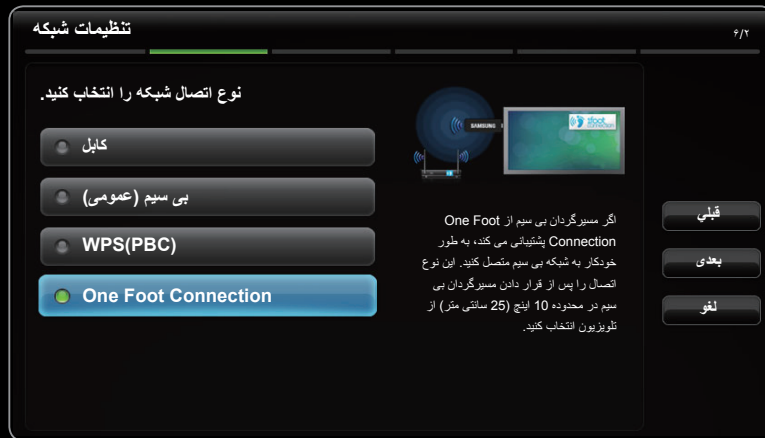 تنظیمات شبکه
۶/۲
نوع اتصال شبکه را انتخاب کنید.
کابل
بی سیم (عمومی)
WPS(PBC)
One Foot Connection
SAMSUNG
اگر مسیرگردان بی سیم از One Foot
Connection پشتیبانی می کند، به طور
خودکار به شبکه بی سیم متصل کنید. این نوع
اتصال را پس از قرار دادن مسیرگردان بی
سیم در محدوده 10 اینچ (25 سانتی متر) از
تلویزیون انتخاب کنید.
قبلي
بعدی
لغو